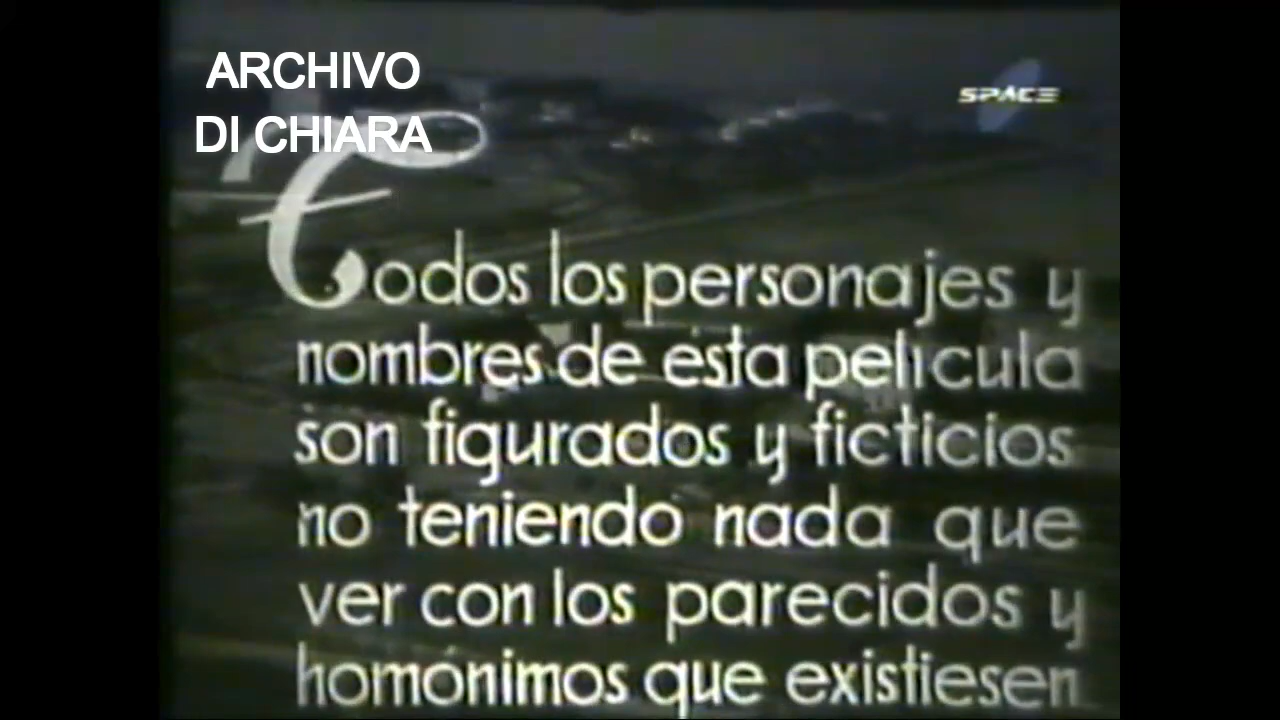 ARCHIVO
DI CHIARA
SPACE
Todos los personajes y
nombres de esta película
son figurados y ficticios
no teniendo nada que
ver con los parecidos y
homónimos que existiesen